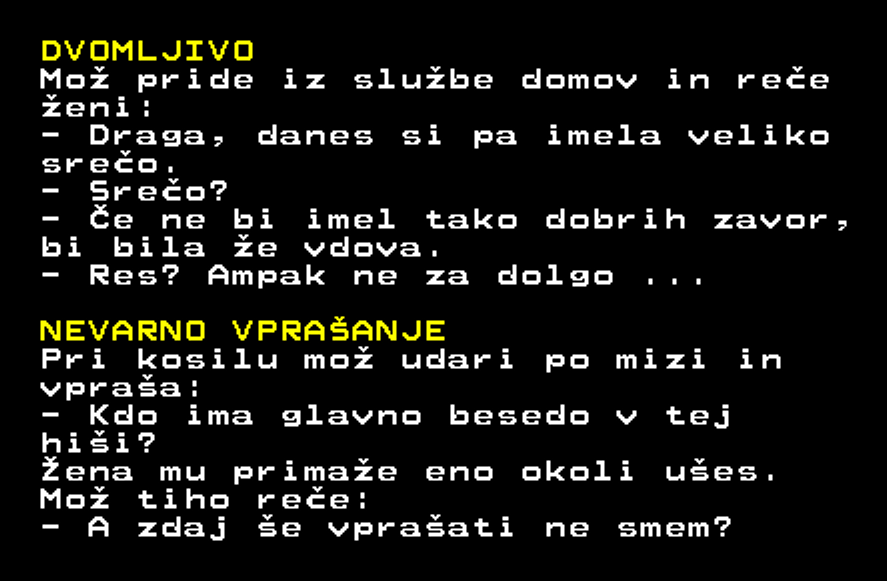 DVOMLJIVO
Mož pride iz službe domov in reče
ženi:
- Draga, danes si pa imela veliko
srečo.
- Srečo?
- Če ne bi imel tako dobrih zavor,
bi bila že vdova.
- Res? Ampak ne za dolgo ...
NEVARNO VPRAŠANJE
Pri kosilu mož udari po mizi in
vpraša:
- Kdo ima glavno besedo v tej
hiši?
Žena mu primaže eno okoli ušes.
Mož tiho reče:
- A zdaj še vprašati ne smem?